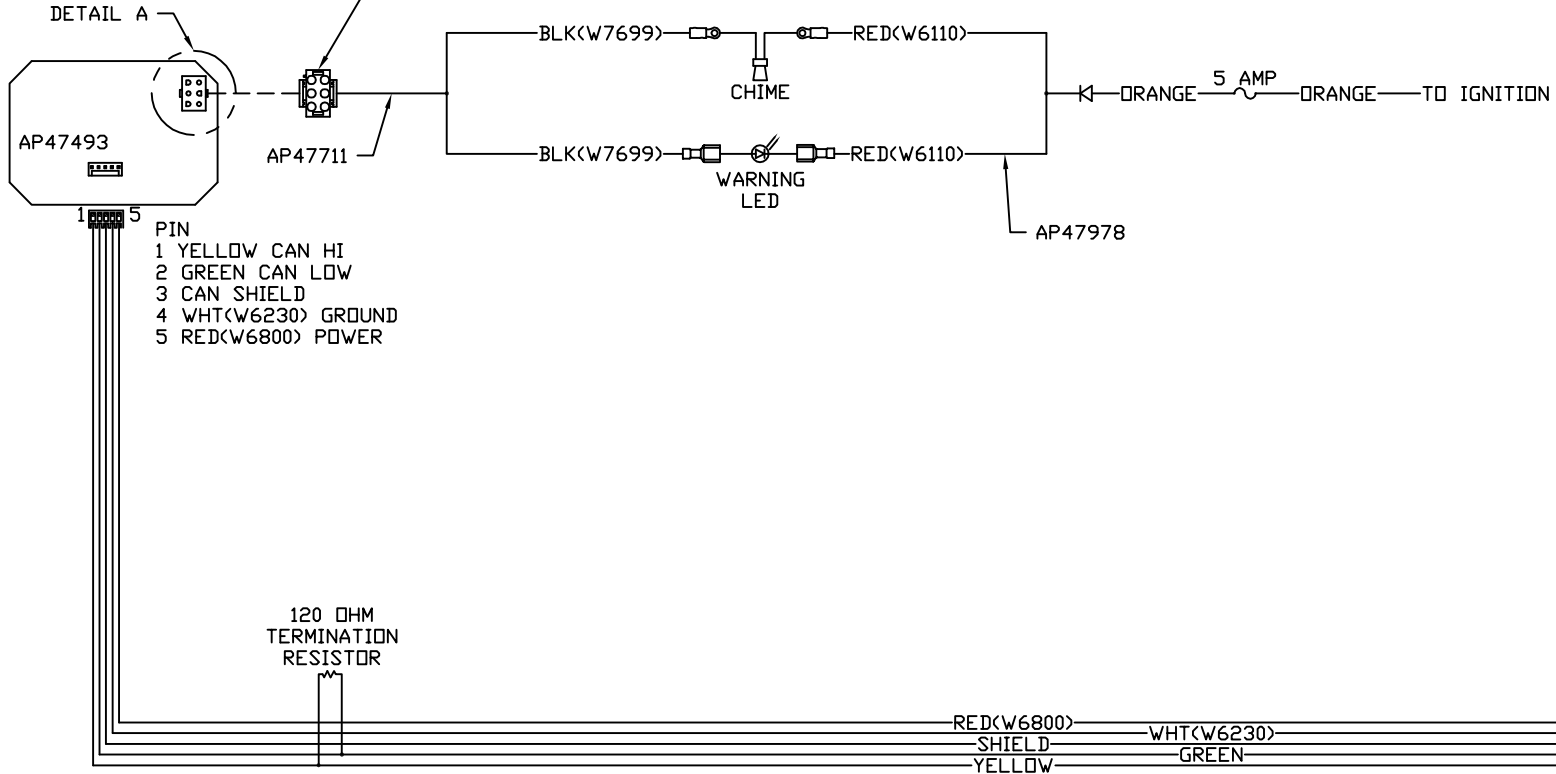 DETAIL A
BLK(W7699)
RED(W6110)
CHIME
5 AMP
ORANGE
ORANGE
TO IGNITION
AP47493
AP47711
BLK(W7699)
RED(W6110)
WARNING
LED
AP47978
1
5
PIN
1 YELLOW CAN HI
2 GREEN CAN LOW
3 CAN SHIELD
4 WHT(W6230) GROUND
5 RED(W6800) POWER
120 OHM
TERMINATION
RESISTOR
RED(W6800)
WHT(W6230)
SHIELD
GREEN
YELLOW